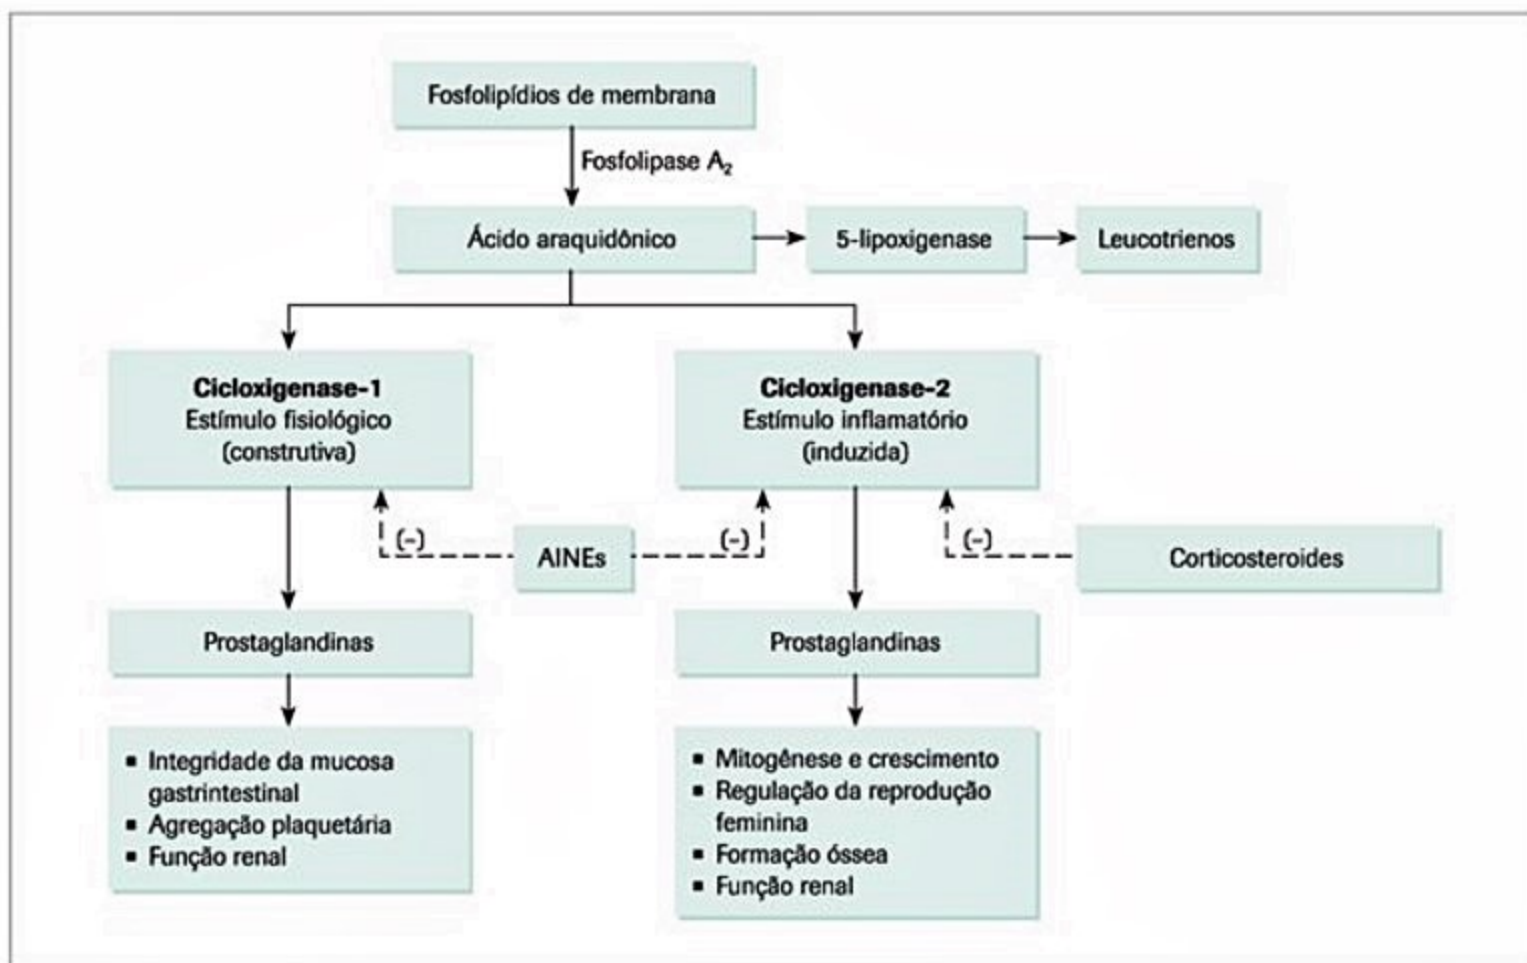 Fosfolipídios de membrana
Fosfolipase A₂
Ácido araquidônico
5-lipoxigenase
Leucotrienos
Cicloxigenase-1
Estímulo fisiológico
(construtiva)
Cicloxigenase-2
Estímulo inflamatório
(induzida)
(-)
AINEs
(-)
(-)
Corticosteroides
Prostaglandinas
Prostaglandinas
▪ Integridade da mucosa
gastrintestinal
▪ Agregação plaquetária
▪ Função renal
▪ Mitogênese e crescimento
▪ Regulação da reprodução
feminina
▪ Formação óssea
▪ Função renal